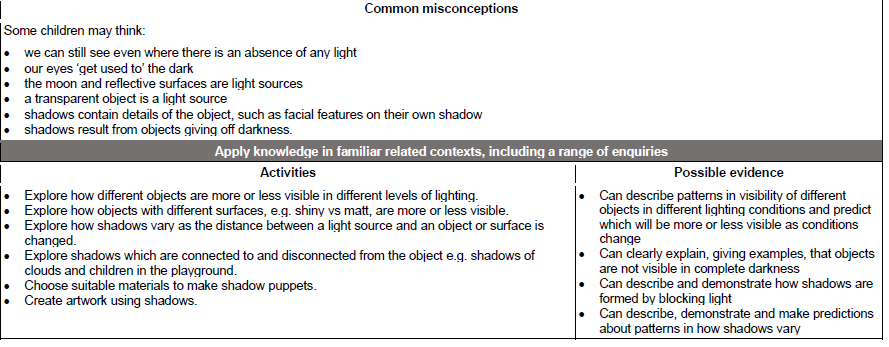 Common misconceptions
Some children may think:
• we can still see even where there is an absence of any light
• our eyes ‘get used to’ the dark
• the moon and reflective surfaces are light sources
• a transparent object is a light source
• shadows contain details of the object, such as facial features on their own shadow
• shadows result from objects giving off darkness.
Apply knowledge in familiar related contexts, including a range of enquiries
Activities
• Explore how different objects are more or less visible in different levels of lighting.
• Explore how objects with different surfaces, e.g. shiny vs matt, are more or less visible.
• Explore how shadows vary as the distance between a light source and an object or surface is
changed.
• Explore shadows which are connected to and disconnected from the object e.g. shadows of
clouds and children in the playground.
• Choose suitable materials to make shadow puppets.
• Create artwork using shadows.
Possible evidence
• Can describe patterns in visibility of different
objects in different lighting conditions and predict
which will be more or less visible as conditions
change
• Can clearly explain, giving examples, that objects
are not visible in complete darkness
• Can describe and demonstrate how shadows are
formed by blocking light
• Can describe, demonstrate and make predictions
about patterns in how shadows vary